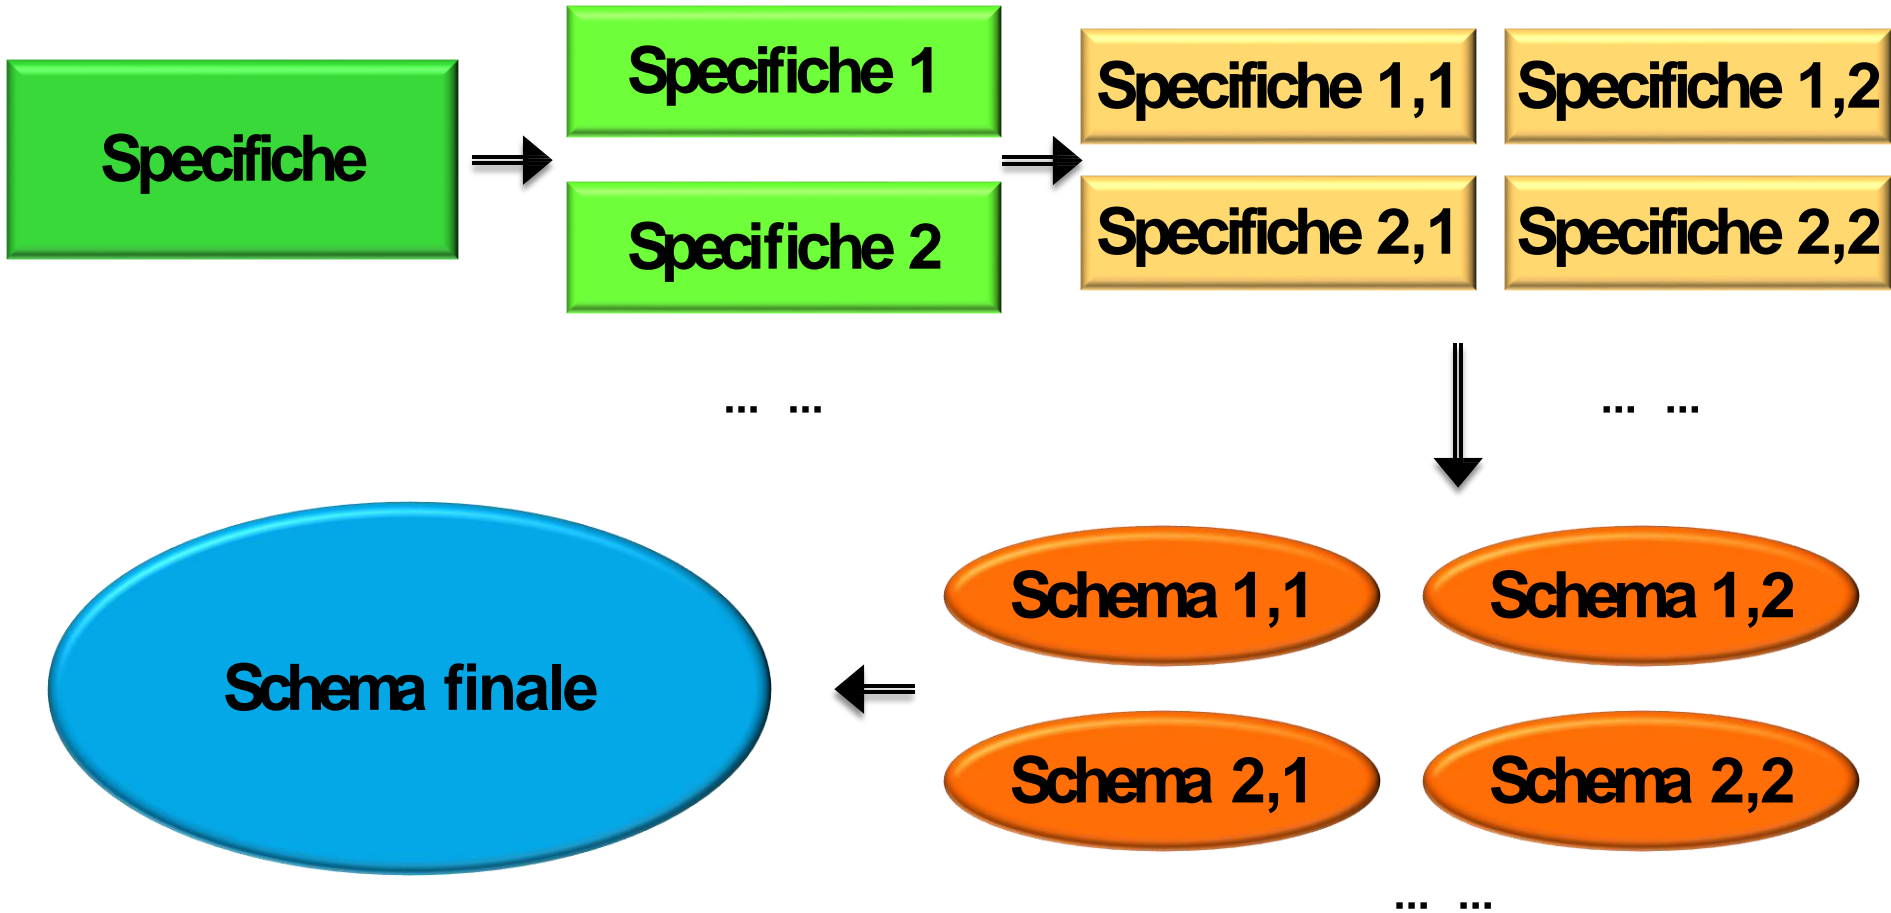 Specifiche
Specifiche 1
Specifiche 2
Specifiche 1,1
Specifiche 1,2
Specifiche 2,1
Specifiche 2,2
... ...
... ...
Schema finale
Schema 1,1
Schema 1,2
Schema 2,1
Schema 2,2
... ...